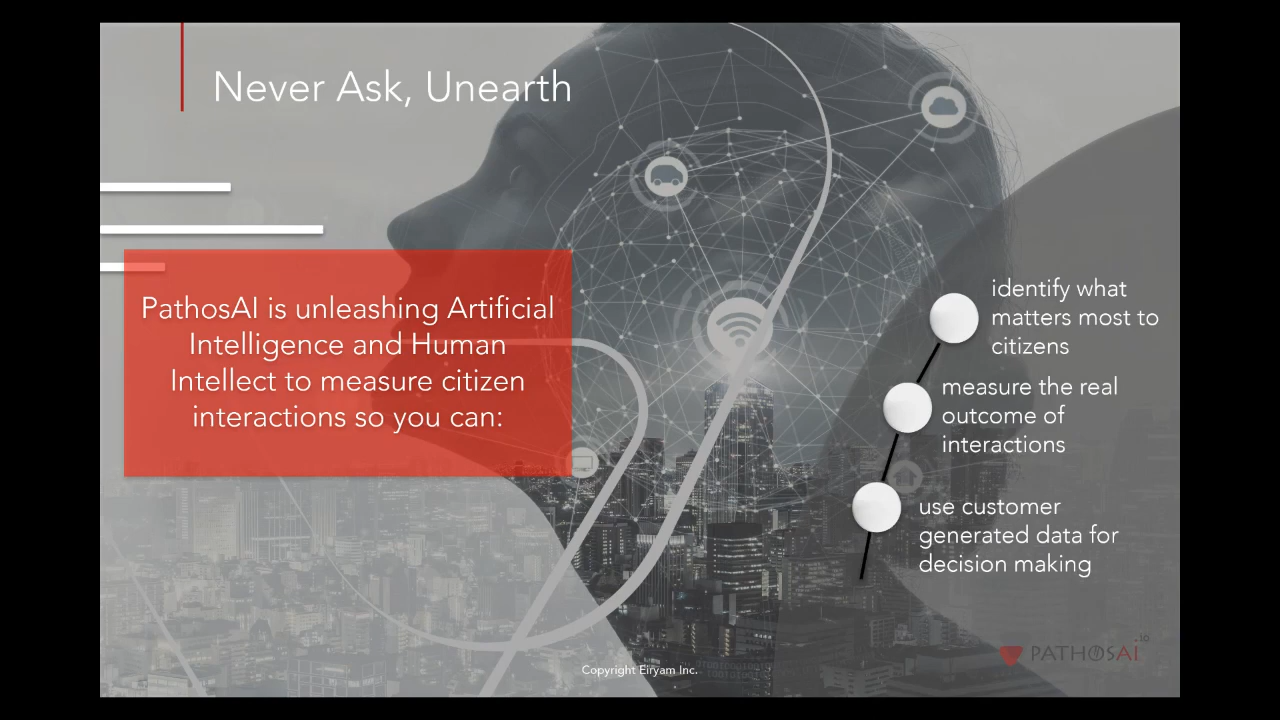 Never Ask, Unearth
PathosAI is unleashing Artificial
Intelligence and Human
Intellect to measure citizen
interactions so you can:
identify what
matters most to
citizens
measure the real
outcome of
interactions
use customer
generated data for
decision making
Copyright Eiryam Inc.
PATHOSAi
io